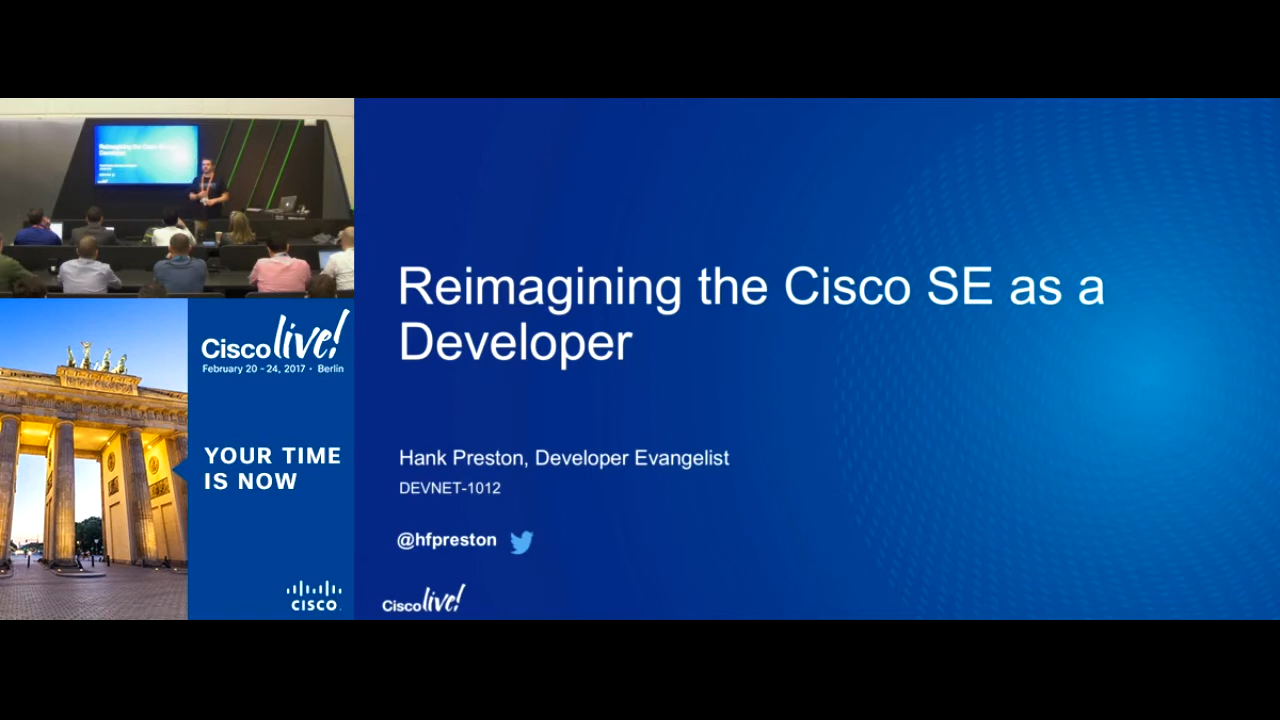 Reimagining the Cisco SE as a
Developer
Hank Preston, Developer Evangelist
DEVNET-1012
@hfpreston
Cisco live!
Cisco live!
February 20 - 24, 2017 • Berlin
YOUR TIME
IS NOW
CISCO